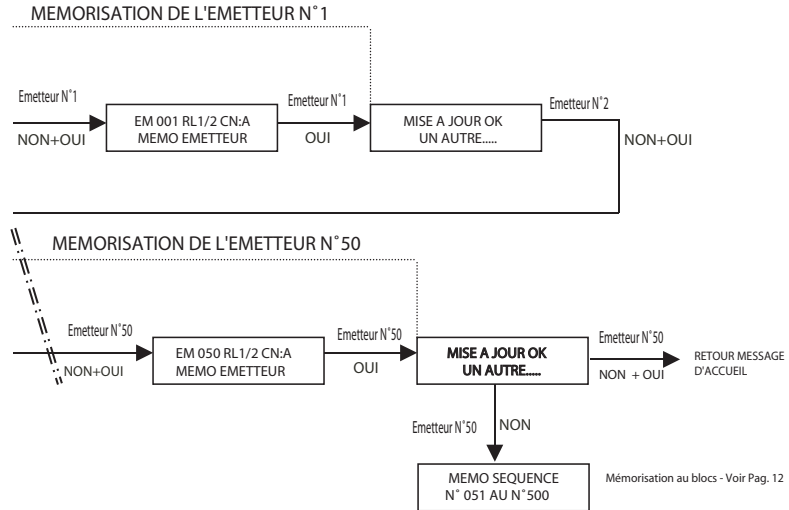 MEMORISATION DE L'EMETTEUR N°1
Emetteur N°1
NON+OUI
EM 001 RL1/2 CN:A
MEMO EMETTEUR
Emetteur N°1
OUI
MISE A JOUR OK
UN AUTRE.....
Emetteur N°2
NON+OUI
MEMORISATION DE L'EMETTEUR N°50
Emetteur N°50
NON+OUI
EM 050 RL1/2 CN:A
MEMO EMETTEUR
Emetteur N°50
OUI
MISE A JOUR OK
UN AUTRE.....
Emetteur N°50
NON + OUI
RETOUR MESSAGE
D'ACCUEIL
Emetteur N°50
NON
MEMO SEQUENCE
N° 051 AU N°500
Mémorisation au blocs - Voir Pag. 12